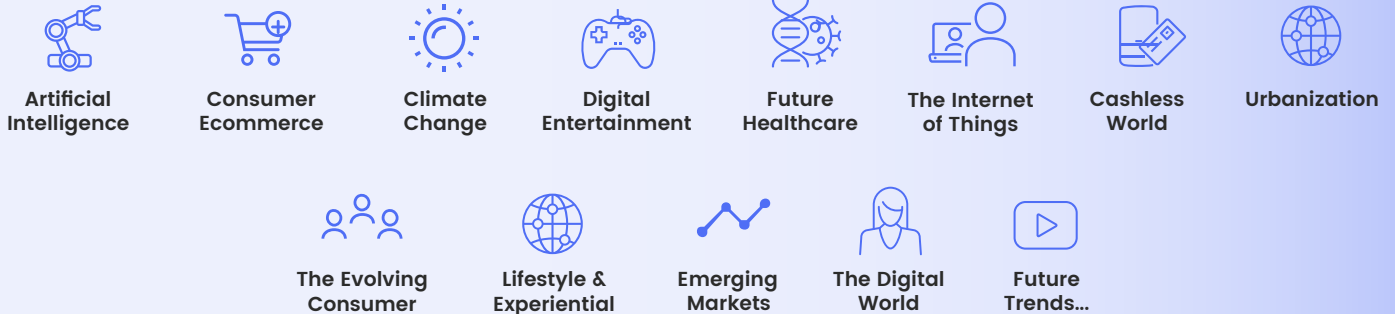 Artificial
Intelligence
Consumer
Ecommerce
Climate
Change
Digital
Entertainment
Future
Healthcare
The Internet
of Things
Cashless
World
Urbanization
The Evolving
Consumer
Lifestyle &
Experiential
Emerging
Markets
The Digital
World
Future
Trends...